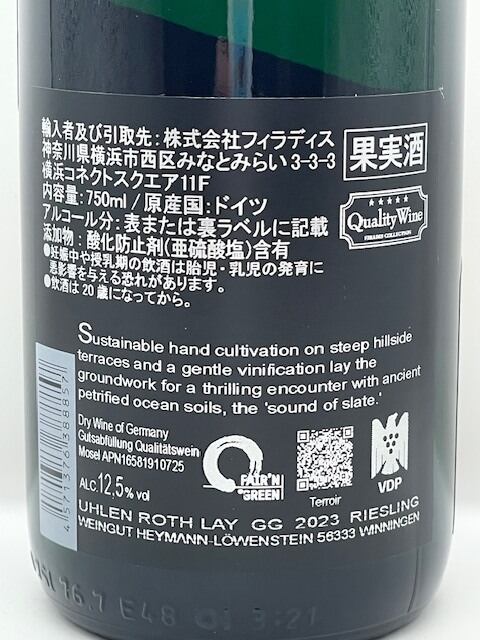 輸入者及び引取先：株式会社フィラディス
神奈川県横浜市西区みなとみらい 3-3-3
横浜コネクトスクエア11F
内容量：750ml / 原産国：ドイツ
アルコール分：表または裏ラベルに記載
添加物：酸化防止剤(亜硫酸塩)含有
●妊娠中や授乳期の飲酒は胎児・乳児の発育に
悪影響を与える恐れがあります。
●飲酒は 20 歳になってから。
果実酒
Quality Wine
FIRADIS COLLECTION
Sustainable hand cultivation on steep hillside
terraces and a gentle vinification lay the
groundwork for a thrilling encounter with ancient
petrified ocean soils, the 'sound of slate.'
Dry Wine of Germany
Gutsabfüllung Qualitätswein
Mosel APN16581910725
ALC. 12,5% vol
FAIR'N
GREEN
Terroir
VDP
UHLEN ROTH LAY GG 2023 RIESLING
WEINGUT HEYMANN-LÖWENSTEIN 56333 WINNINGEN
4571376138885​7
16.7 E48